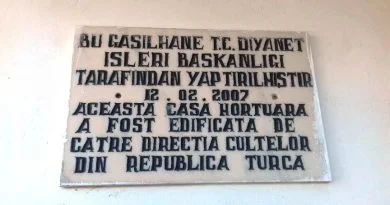 BU GASILHANE T.C. DIYANET
ISLERI BASKANLIGI
TARAFINDAN YAPTIRILMISTIR
• 12.02.2007 •
ACEASTA CASA MORTUARA
A FOST EDIFICATA DE
CATRE DIRECTIA CULTELOR
DIN REPUBLICA TURCA